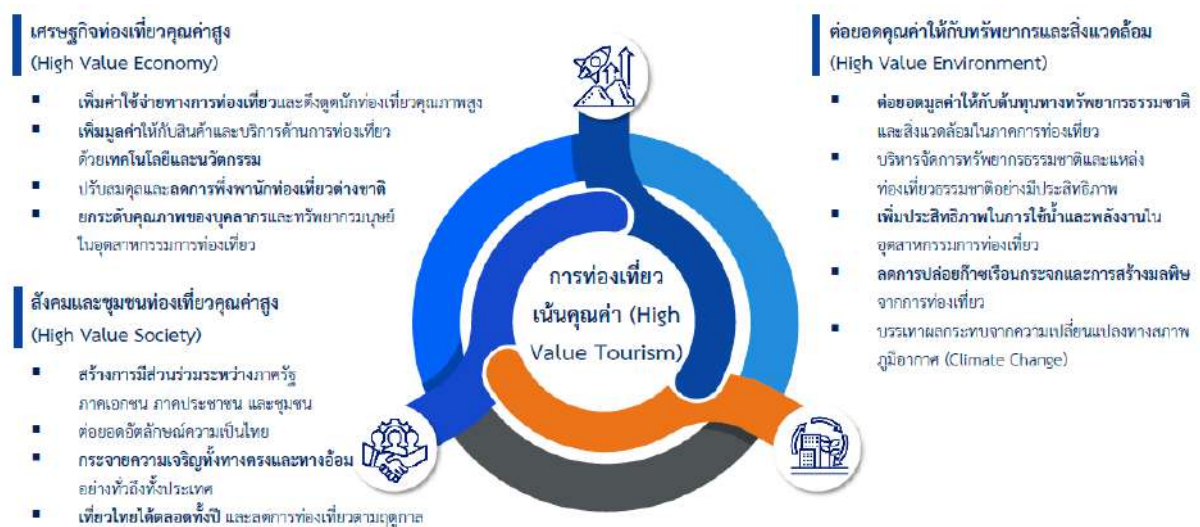 เศรษฐกิจท่องเที่ยวคุณค่าสูง
(High Value Economy)
▪ เพิ่มค่าใช้จ่ายทางการท่องเที่ยวและดึงดูดนักท่องเที่ยวคุณภาพสูง
▪ เพิ่มมูลค่าให้กับสินค้าและบริการด้านการท่องเที่ยว
ด้วยเทคโนโลยีและนวัตกรรม
▪ ปรับสมดุลและลดการพึ่งพานักท่องเที่ยวต่างชาติ
▪ ยกระดับคุณภาพของบุคลากรและทรัพยากรมนุษย์
ในอุตสาหกรรมการท่องเที่ยว
สังคมและชุมชนท่องเที่ยวคุณค่าสูง
(High Value Society)
▪ สร้างการมีส่วนร่วมระหว่างภาครัฐ
ภาคเอกชน ภาคประชาชน และชุมชน
▪ ต่อยอดอัตลักษณ์ความเป็นไทย
▪ กระจายความเจริญทั้งทางตรงและทางอ้อม
อย่างทั่วถึงทั้งประเทศ
▪ เที่ยวไทยได้ตลอดทั้งปี และลดการท่องเที่ยวตามฤดูกาล
การท่องเที่ยว
เน้นคุณค่า (High
Value Tourism)
ต่อยอดคุณค่าให้กับทรัพยากรและสิ่งแวดล้อม
(High Value Environment)
▪ ต่อยอดมูลค่าให้กับต้นทุนทางทรัพยากรธรรมชาติ
และสิ่งแวดล้อมในภาคการท่องเที่ยว
▪ บริหารจัดการทรัพยากรธรรมชาติและแหล่ง
ท่องเที่ยวธรรมชาติอย่างมีประสิทธิภาพ
▪ เพิ่มประสิทธิภาพในการใช้น้ำและพลังงานใน
อุตสาหกรรมการท่องเที่ยว
▪ ลดการปล่อยก๊าซเรือนกระจกและการสร้างมลพิษ
จากการท่องเที่ยว
▪ บรรเทาผลกระทบจากความเปลี่ยนแปลงทางสภาพ
ภูมิอากาศ (Climate Change)